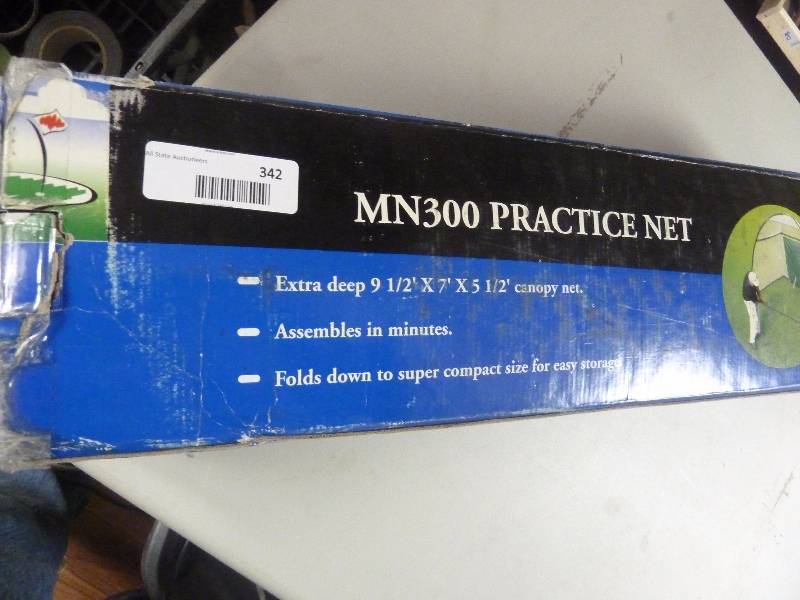 All State Auctioneers
342
MN300 PRACTICE NET
Extra deep 9 1/2' X 7' X 5 1/2' canopy net.
Assembles in minutes.
Folds down to super compact size for easy storage